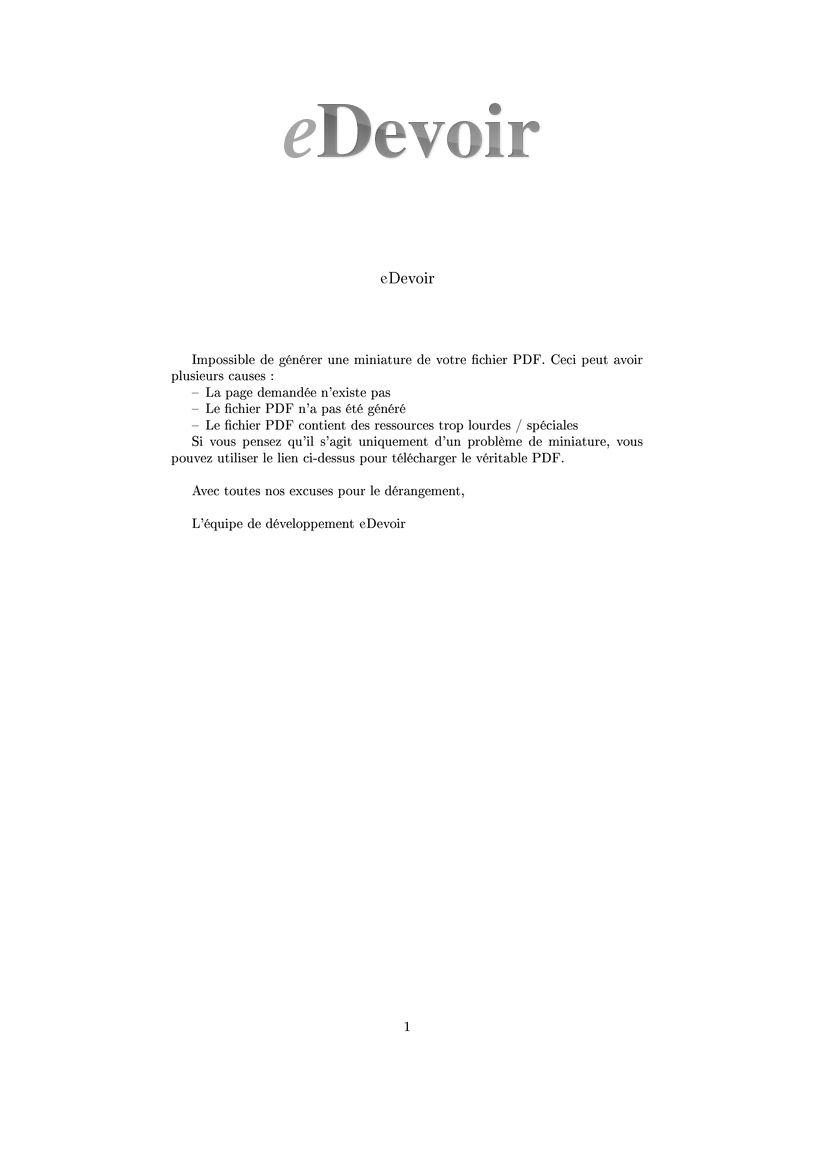 eDevoir
eDevoir
Impossible de générer une miniature de votre fichier PDF. Ceci peut avoir
plusieurs causes :
– La page demandée n'existe pas
– Le fichier PDF n'a pas été généré
– Le fichier PDF contient des ressources trop lourdes / spéciales
Si vous pensez qu'il s'agit uniquement d'un problème de miniature, vous
pouvez utiliser le lien ci-dessus pour télécharger le véritable PDF.
Avec toutes nos excuses pour le dérangement,
L'équipe de développement eDevoir
1